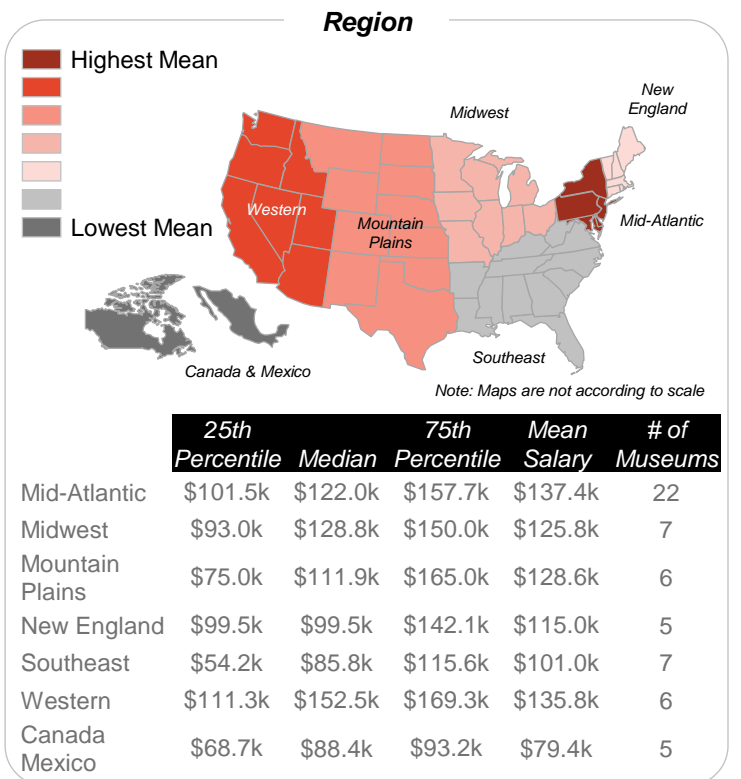 Region
Highest Mean
New
England
Midwest
Western
Mountain
Plains
Mid-Atlantic
Lowest Mean
Southeast
Canada & Mexico
Note: Maps are not according to scale
25th Percentile Median 75th Percentile Mean Salary # of Museums
Mid-Atlantic $101.5k $122.0k $157.7k $137.4k 22
Midwest $93.0k $128.8k $150.0k $125.8k 7
Mountain Plains $75.0k $111.9k $165.0k $128.6k 6
New England $99.5k $99.5k $142.1k $115.0k 5
Southeast $54.2k $85.8k $115.6k $101.0k 7
Western $111.3k $152.5k $169.3k $135.8k 6
Canada Mexico $68.7k $88.4k $93.2k $79.4k 5